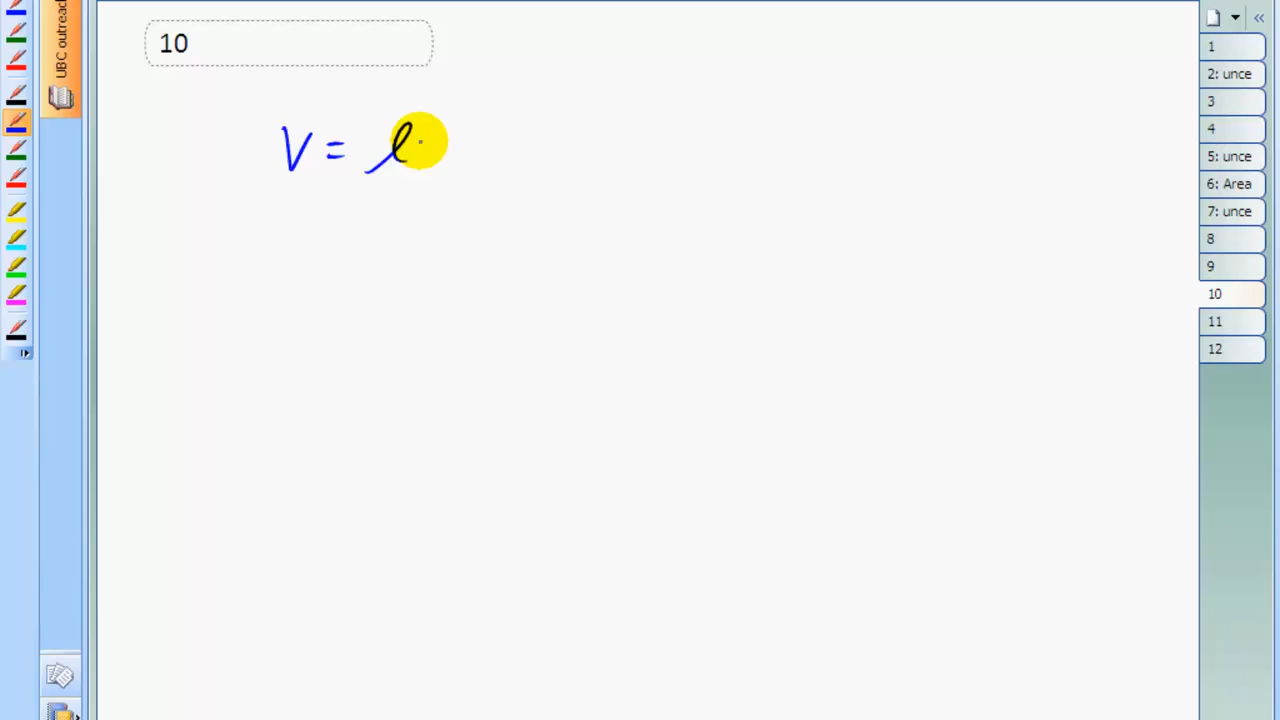 UBC outreach
10
V = l
1
2: unce
3
4
5: unce
6: Area
7: unce
8
9
10
11
12